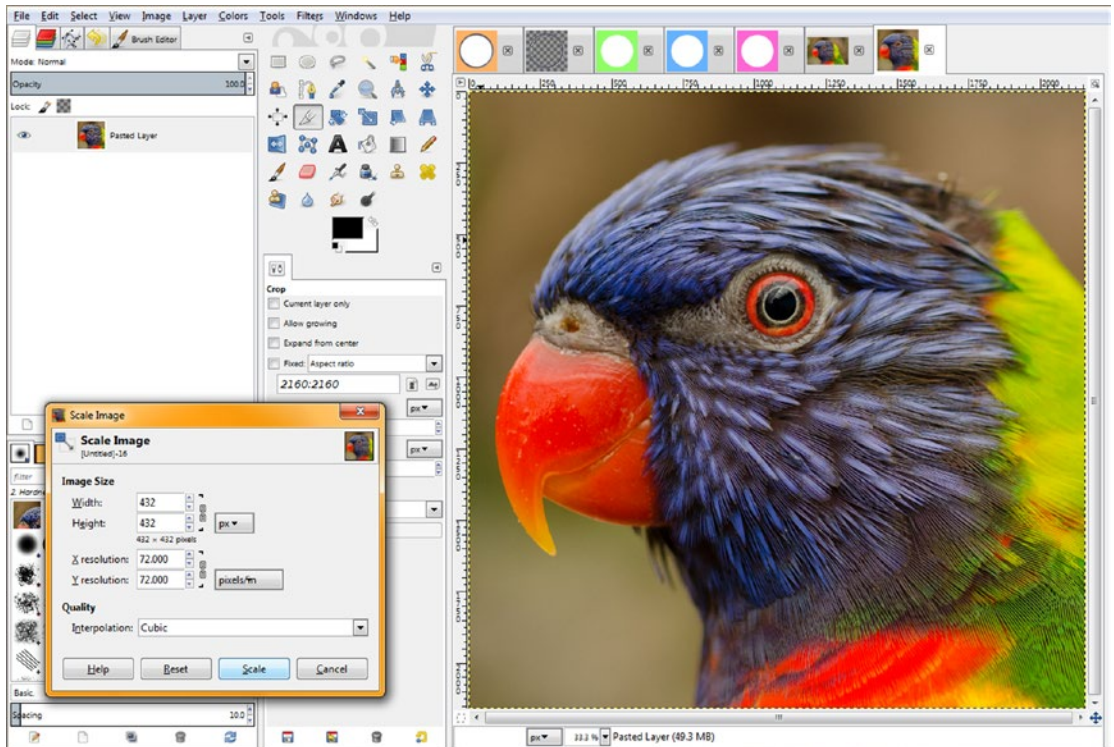 File Edit Select View Image Layer Colors Tools Filters Windows Help
Brush Editor
Mode: Normal
Opacity 100.0
Lock:
Pasted Layer
Crop
Current layer only
Allow growing
Expand from center
Fixed: Aspect ratio
2160:2160
px
px
Scale Image
Scale Image
[Untitled]-16
Image Size
Width: 432
Height: 432 px
432 × 432 pixels
X resolution: 72.000
Y resolution: 72.000 pixels/in
Quality
Interpolation: Cubic
Help Reset Scale Cancel
filter
Basic.
Spacing 10.0
0 250 500 750 1000 1250 1500 1750 2000
px 33.3 % Pasted Layer (49.3 MB)